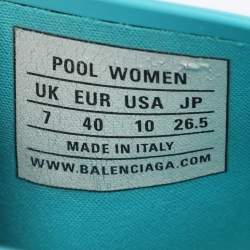 POOL WOMEN
UK EUR USA JP
7 40 10 26.5
MADE IN ITALY
WWW.BALENCIAGA.COM